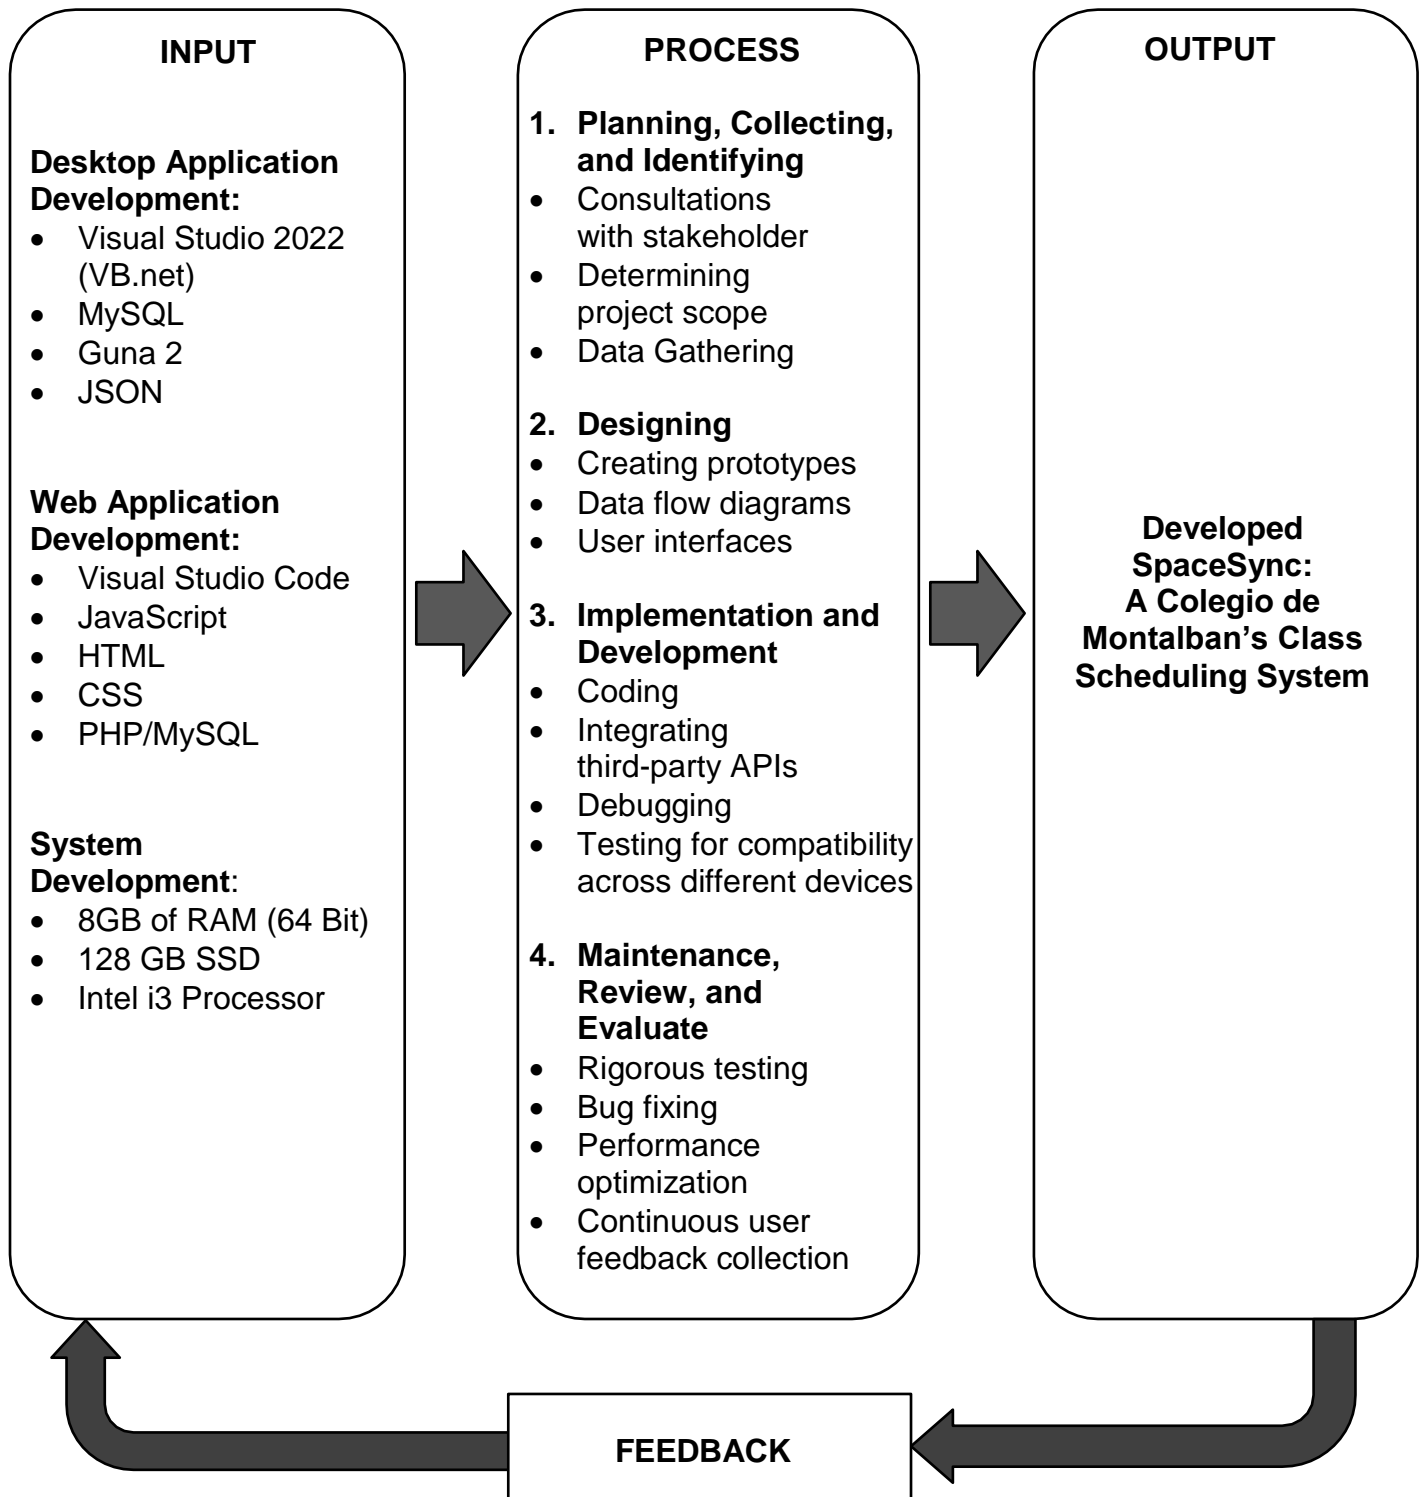 INPUT
Desktop Application
Development:
• Visual Studio 2022
(VB.net)
• MySQL
• Guna 2
• JSON
Web Application
Development:
• Visual Studio Code
• JavaScript
• HTML
• CSS
• PHP/MySQL
System
Development:
• 8GB of RAM (64 Bit)
• 128 GB SSD
• Intel i3 Processor
PROCESS
1. Planning, Collecting,
and Identifying
• Consultations
with stakeholder
• Determining
project scope
• Data Gathering
2. Designing
• Creating prototypes
• Data flow diagrams
• User interfaces
3. Implementation and
Development
• Coding
• Integrating
third-party APIs
• Debugging
• Testing for compatibility
across different devices
4. Maintenance,
Review, and
Evaluate
• Rigorous testing
• Bug fixing
• Performance
optimization
• Continuous user
feedback collection
OUTPUT
Developed
SpaceSync:
A Colegio de
Montalban’s Class
Scheduling System
FEEDBACK